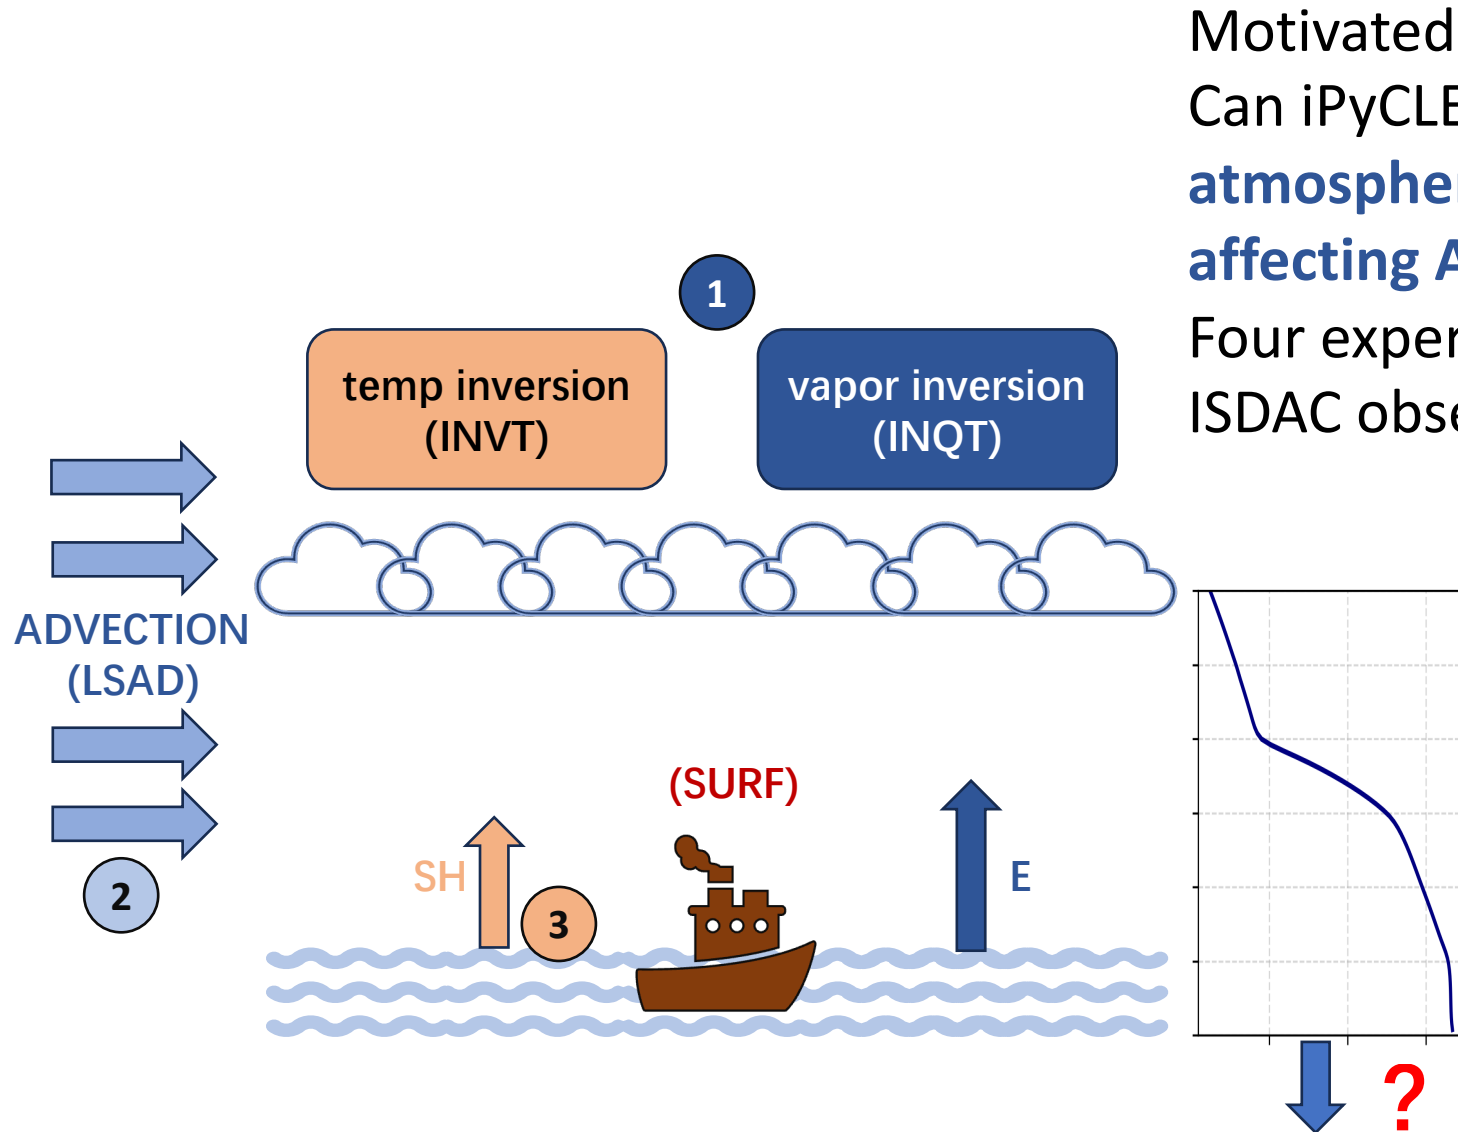 Motivated
Can iPyCLE
atmospher
affecting A
Four exper
ISDAC obse
1
temp inversion
(INVT)
vapor inversion
(INQT)
ADVECTION
(LSAD)
2
(SURF)
SH
3
E
?